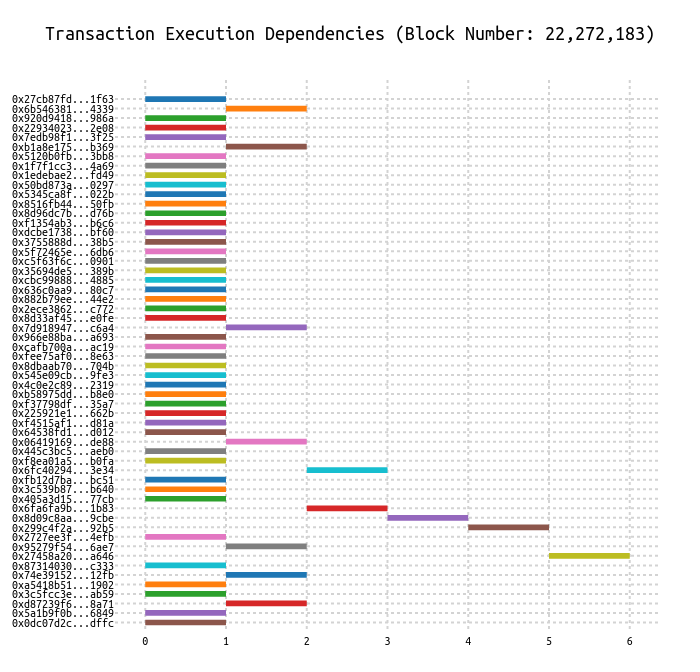 Transaction Execution Dependencies (Block Number: 22,272,183)
0x27cb87fd...1f63
0x6b546381...4339
0x920d9418...986a
0x22934023...2e08
0x7edb98f1...3f25
0xb1a8e175...b369
0x5120b0fb...3bb8
0x1f7f1cc3...4a69
0x1edebae2...fd49
0x50bd873a...0297
0x5345ca8f...022b
0x8516fb44...50fb
0x8d96dc7b...d76b
0xf1354ab3...b6c6
0xdcbe1738...bf60
0x3755888d...38b5
0x5f72465e...6db6
0xc5f63f6c...0901
0x35694de5...389b
0xcbc99888...4885
0x636c0aa9...80c7
0x882b79ee...44e2
0x2ece3862...c772
0x8d33af45...e0fe
0x7d918947...c6a4
0x966e88ba...a693
0xcafb700a...ac19
0xfee75af0...8e63
0x8dbaab70...704b
0x545e09cb...9fe3
0x4c0e2c89...2319
0xb58975dd...b8e0
0xf37798df...35a7
0x225921e1...662b
0xf4515af1...d81a
0x64538fd1...d012
0x06419169...de88
0x445c3bc5...aeb0
0xf8ea01a5...b0fa
0x6fc40294...3e34
0xfb12d7ba...bc51
0x3c539b87...b640
0x405a3d15...77cb
0x6fa6fa9b...1b83
0x8d09c8aa...9cbe
0x299c4f2a...92b5
0x2727ee3f...4efb
0x95279f54...6ae7
0x27458a20...a646
0x87314030...c333
0x74e39152...12fb
0xa5418b51...1902
0x3c5fcc3e...ab59
0xd87239f6...8a71
0x5a1b9f0b...6849
0x0dc07d2c...dffc
0 1 2 3 4 5 6